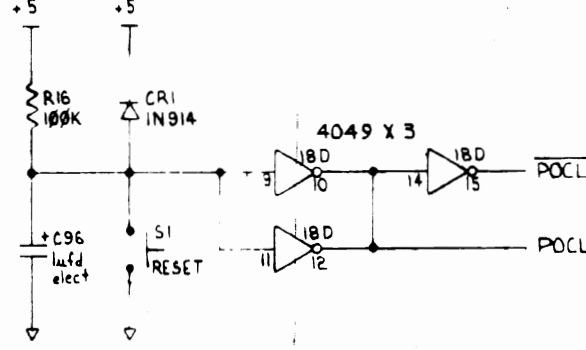 +5
+5
R16
1ØØK
CR1
1N914
4049 X 3
18D
9
10
18D
14
15
POCL
+
C96
1ufd
elect
S1
RESET
18D
11
12
POCL